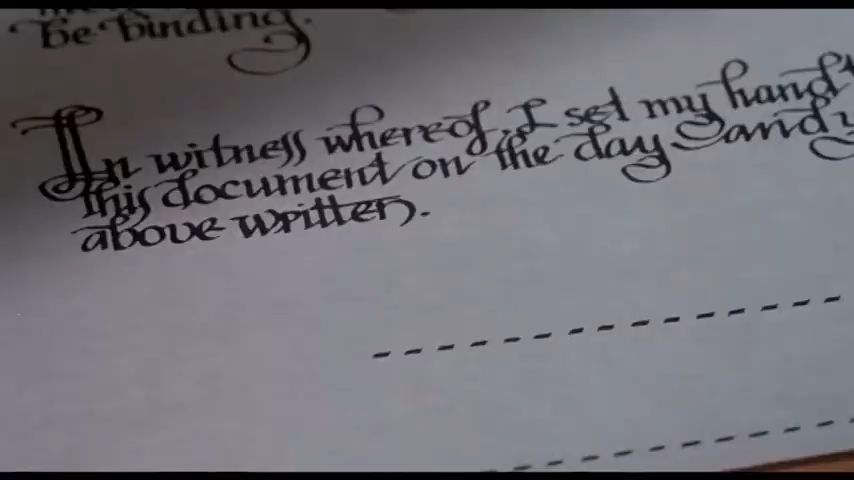 be binding.
In witness whereof, I set my hand
this document on the day and
above written.